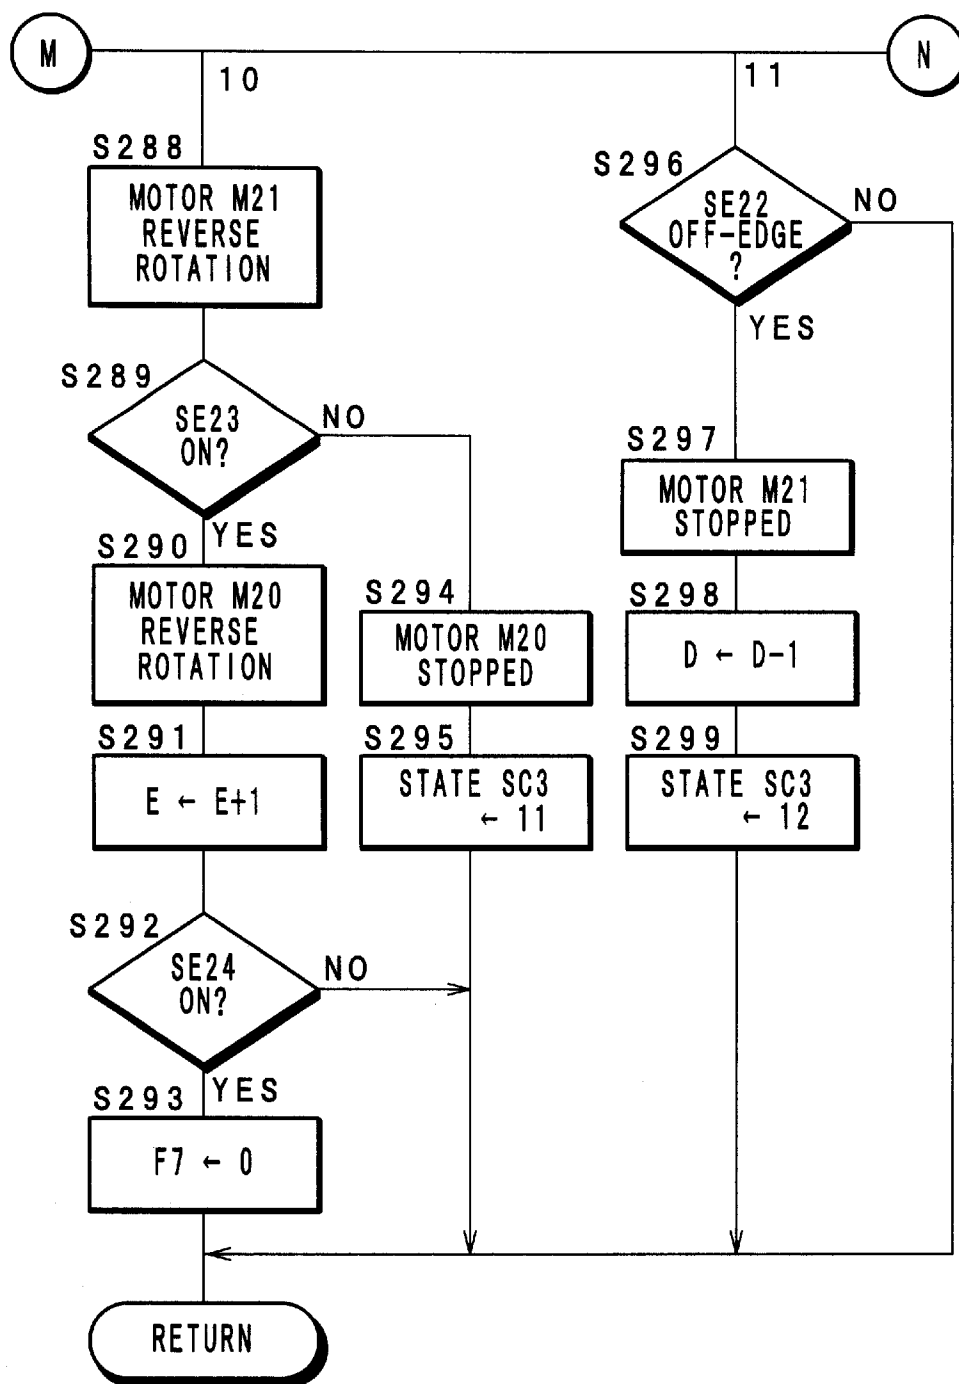 M
N
10
11
S288
MOTOR M21
REVERSE
ROTATION
S289
SE23
ON?
NO
YES
S290
MOTOR M20
REVERSE
ROTATION
S291
E ← E+1
S292
SE24
ON?
NO
YES
S293
F7 ← 0
RETURN
S294
MOTOR M20
STOPPED
S295
STATE SC3
← 11
S296
SE22
OFF-EDGE
?
NO
YES
S297
MOTOR M21
STOPPED
S298
D ← D-1
S299
STATE SC3
← 12